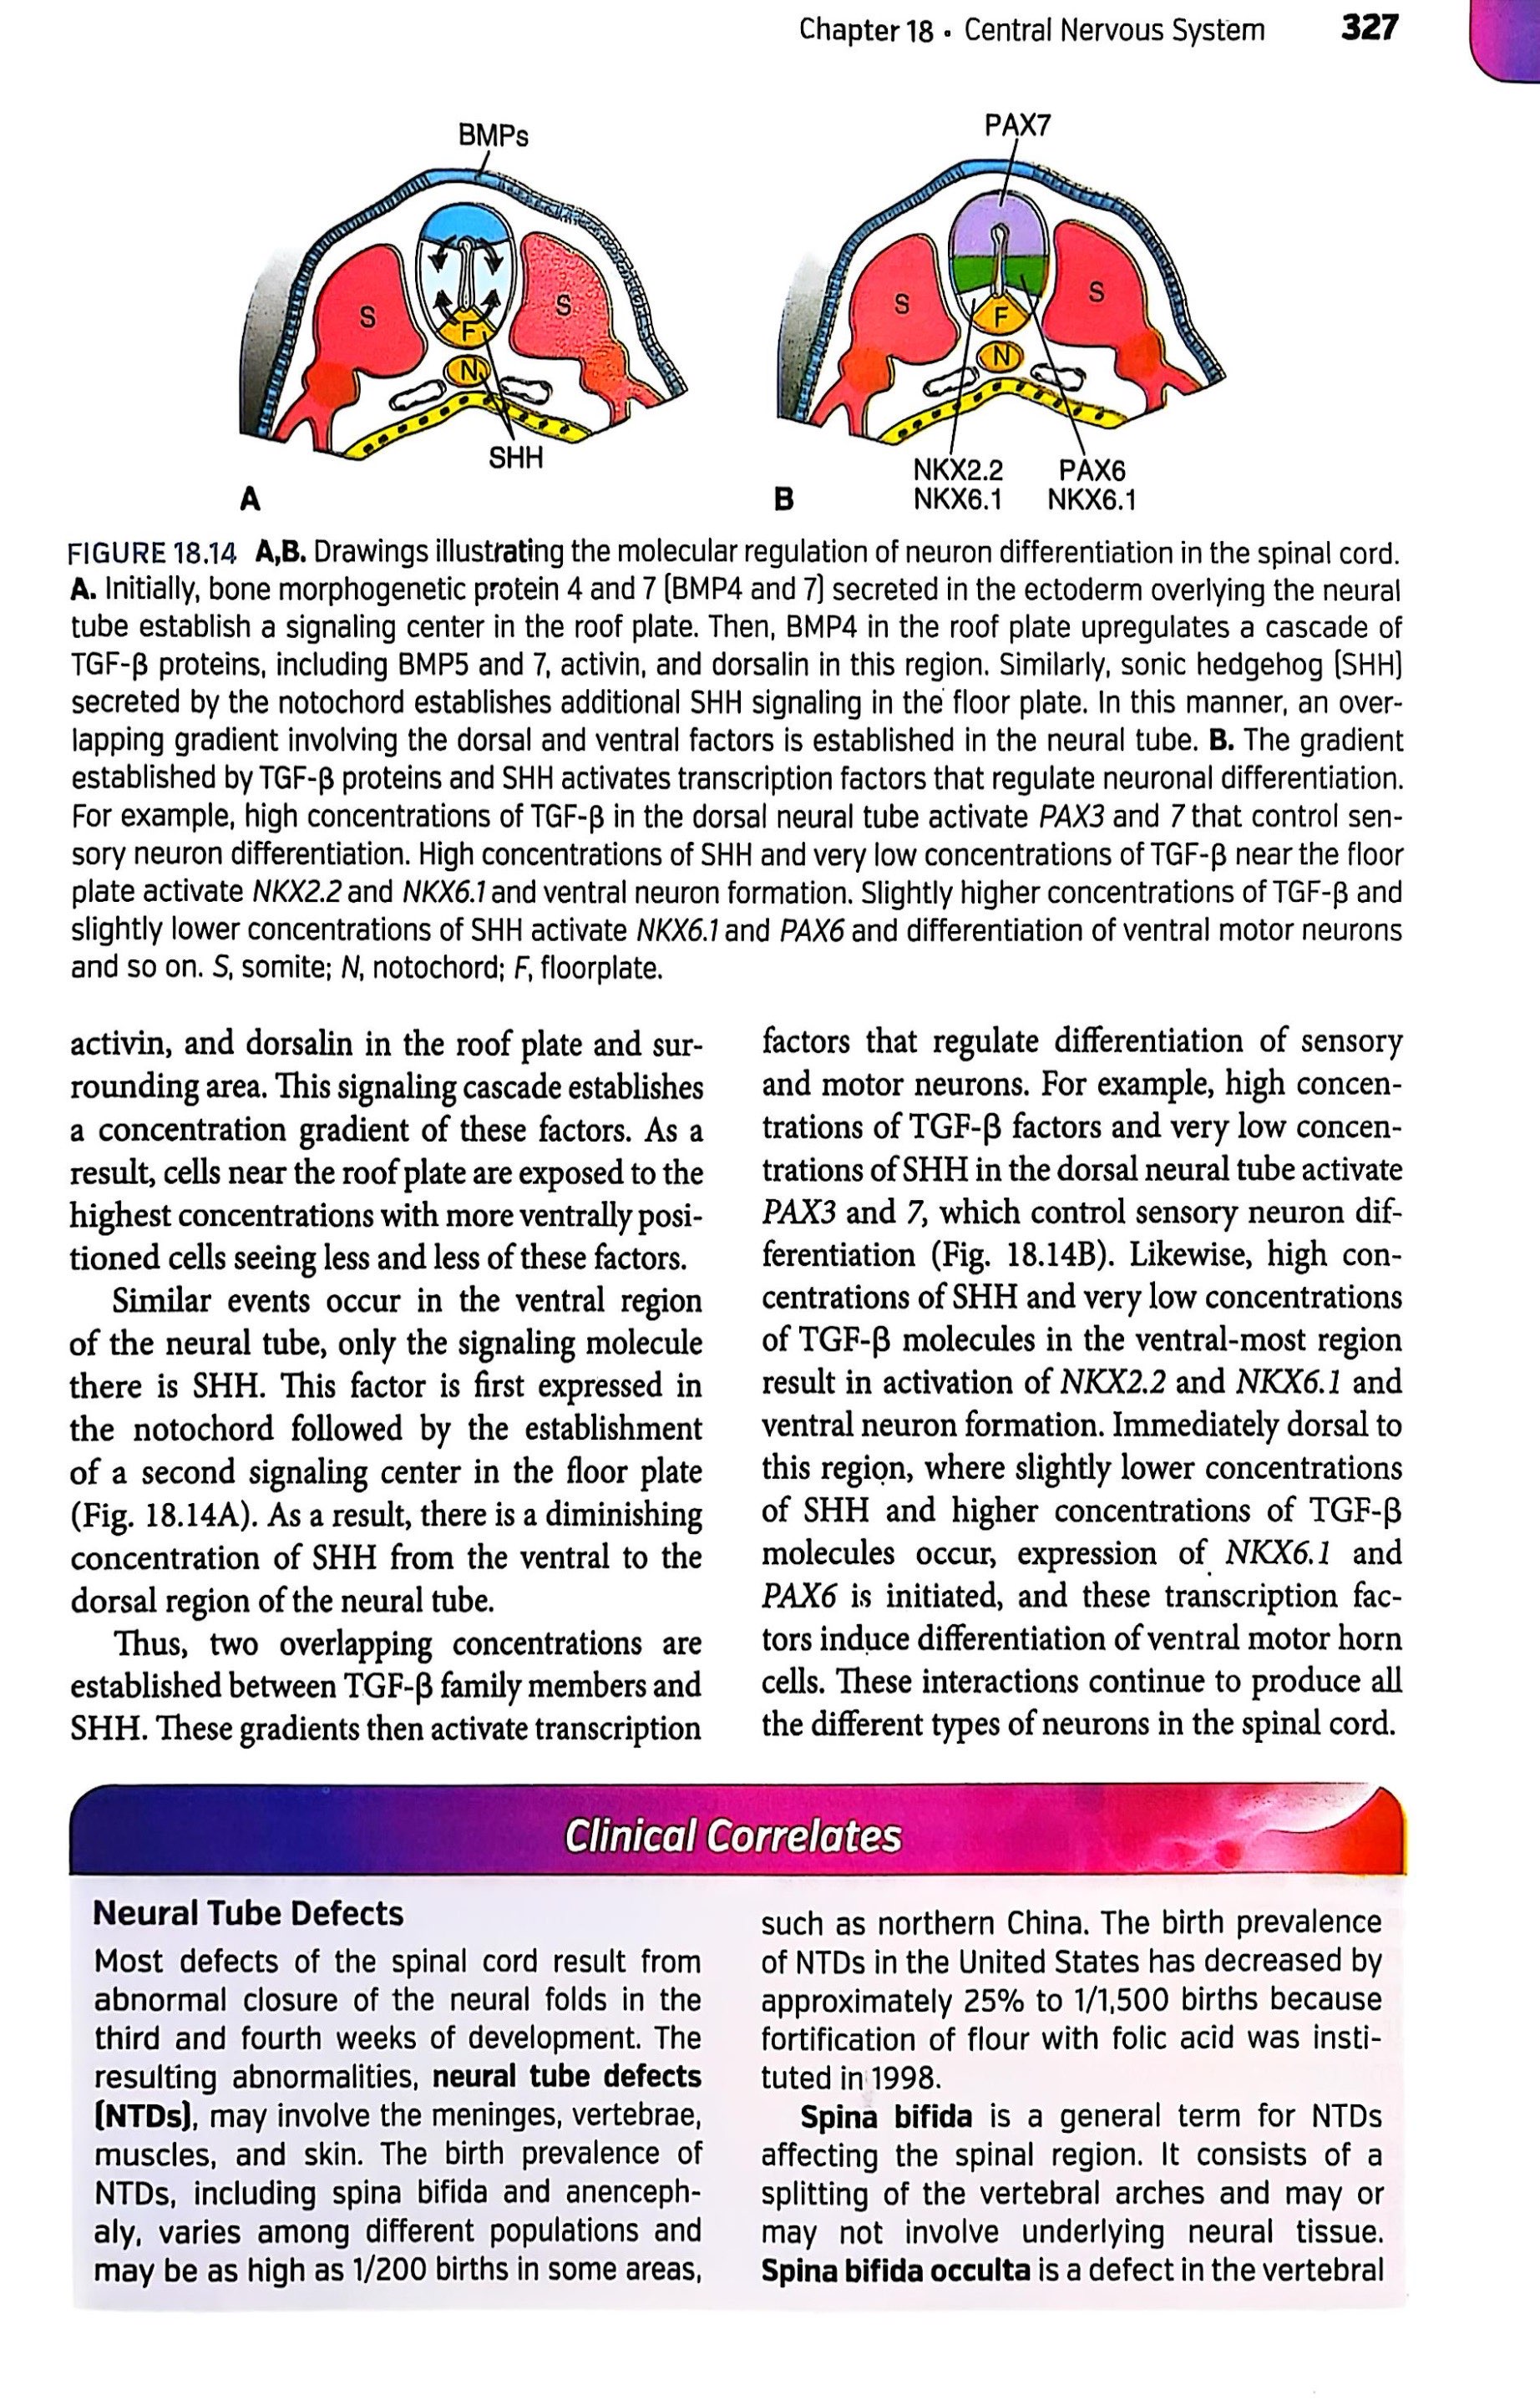 Chapter 18 • Central Nervous System 327
BMPs
S
S
F
N
SHH
A
PAX7
S
S
F
N
NKX2.2 PAX6
NKX6.1 NKX6.1
B
FIGURE 18.14 A,B. Drawings illustrating the molecular regulation of neuron differentiation in the spinal cord.
A. Initially, bone morphogenetic protein 4 and 7 (BMP4 and 7) secreted in the ectoderm overlying the neural
tube establish a signaling center in the roof plate. Then, BMP4 in the roof plate upregulates a cascade of
TGF-β proteins, including BMP5 and 7, activin, and dorsalin in this region. Similarly, sonic hedgehog (SHH)
secreted by the notochord establishes additional SHH signaling in the floor plate. In this manner, an over-
lapping gradient involving the dorsal and ventral factors is established in the neural tube. B. The gradient
established by TGF-β proteins and SHH activates transcription factors that regulate neuronal differentiation.
For example, high concentrations of TGF-β in the dorsal neural tube activate PAX3 and 7 that control sen-
sory neuron differentiation. High concentrations of SHH and very low concentrations of TGF-β near the floor
plate activate NKX2.2 and NKX6.1 and ventral neuron formation. Slightly higher concentrations of TGF-β and
slightly lower concentrations of SHH activate NKX6.1 and PAX6 and differentiation of ventral motor neurons
and so on. S, somite; N, notochord; F, floorplate.
activin, and dorsalin in the roof plate and sur-
rounding area. This signaling cascade establishes
a concentration gradient of these factors. As a
result, cells near the roof plate are exposed to the
highest concentrations with more ventrally posi-
tioned cells seeing less and less of these factors.
Similar events occur in the ventral region
of the neural tube, only the signaling molecule
there is SHH. This factor is first expressed in
the notochord followed by the establishment
of a second signaling center in the floor plate
(Fig. 18.14A). As a result, there is a diminishing
concentration of SHH from the ventral to the
dorsal region of the neural tube.
Thus, two overlapping concentrations are
established between TGF-β family members and
SHH. These gradients then activate transcription
factors that regulate differentiation of sensory
and motor neurons. For example, high concen-
trations of TGF-β factors and very low concen-
trations of SHH in the dorsal neural tube activate
PAX3 and 7, which control sensory neuron dif-
ferentiation (Fig. 18.14B). Likewise, high con-
centrations of SHH and very low concentrations
of TGF-β molecules in the ventral-most region
result in activation of NKX2.2 and NKX6.1 and
ventral neuron formation. Immediately dorsal to
this region, where slightly lower concentrations
of SHH and higher concentrations of TGF-β
molecules occur, expression of NKX6.1 and
PAX6 is initiated, and these transcription fac-
tors induce differentiation of ventral motor horn
cells. These interactions continue to produce all
the different types of neurons in the spinal cord.
Clinical Correlates
Neural Tube Defects
Most defects of the spinal cord result from
abnormal closure of the neural folds in the
third and fourth weeks of development. The
resulting abnormalities, neural tube defects
(NTDs), may involve the meninges, vertebrae,
muscles, and skin. The birth prevalence of
NTDs, including spina bifida and anenceph-
aly, varies among different populations and
may be as high as 1/200 births in some areas,
such as northern China. The birth prevalence
of NTDs in the United States has decreased by
approximately 25% to 1/1,500 births because
fortification of flour with folic acid was insti-
tuted in 1998.
Spina bifida is a general term for NTDs
affecting the spinal region. It consists of a
splitting of the vertebral arches and may or
may not involve underlying neural tissue.
Spina bifida occulta is a defect in the vertebral